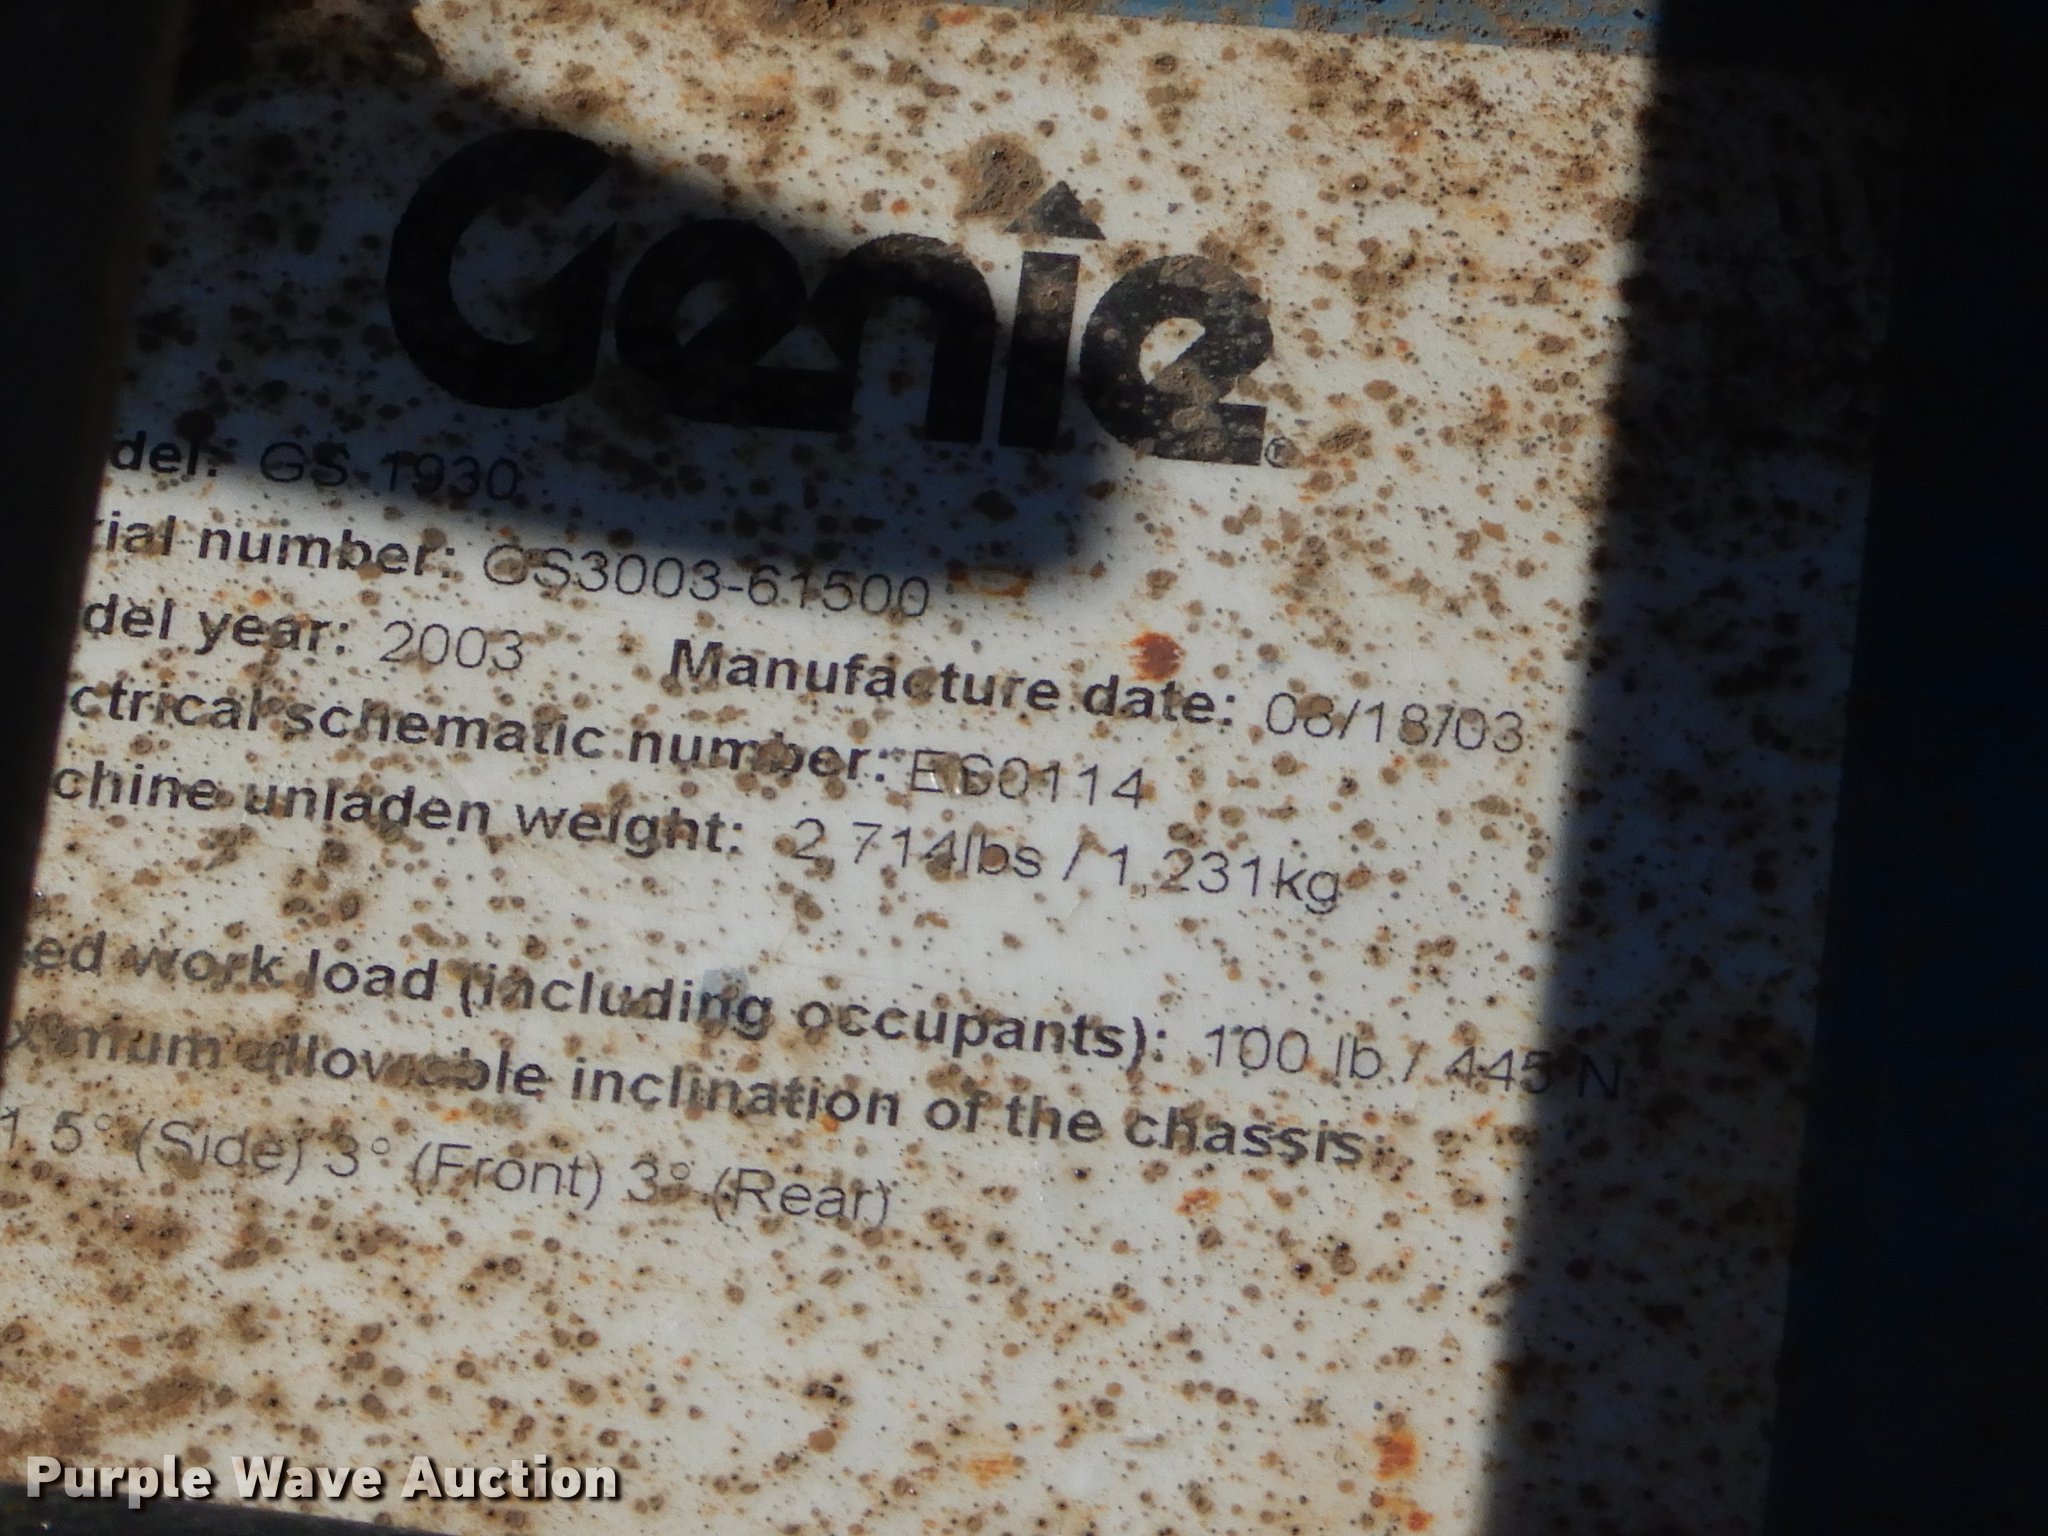 Genie®
del: GS-1930
rial number: GS3003-61500
del year: 2003 Manufacture date: 08/18/03
ctrical schematic number: ES0114
chine unladen weight: 2,714lbs / 1,231kg
ed work load (including occupants): 100 lb / 445 N
ximum allowable inclination of the chassis:
1.5° (Side) 3° (Front) 3° (Rear)
Purple Wave Auction